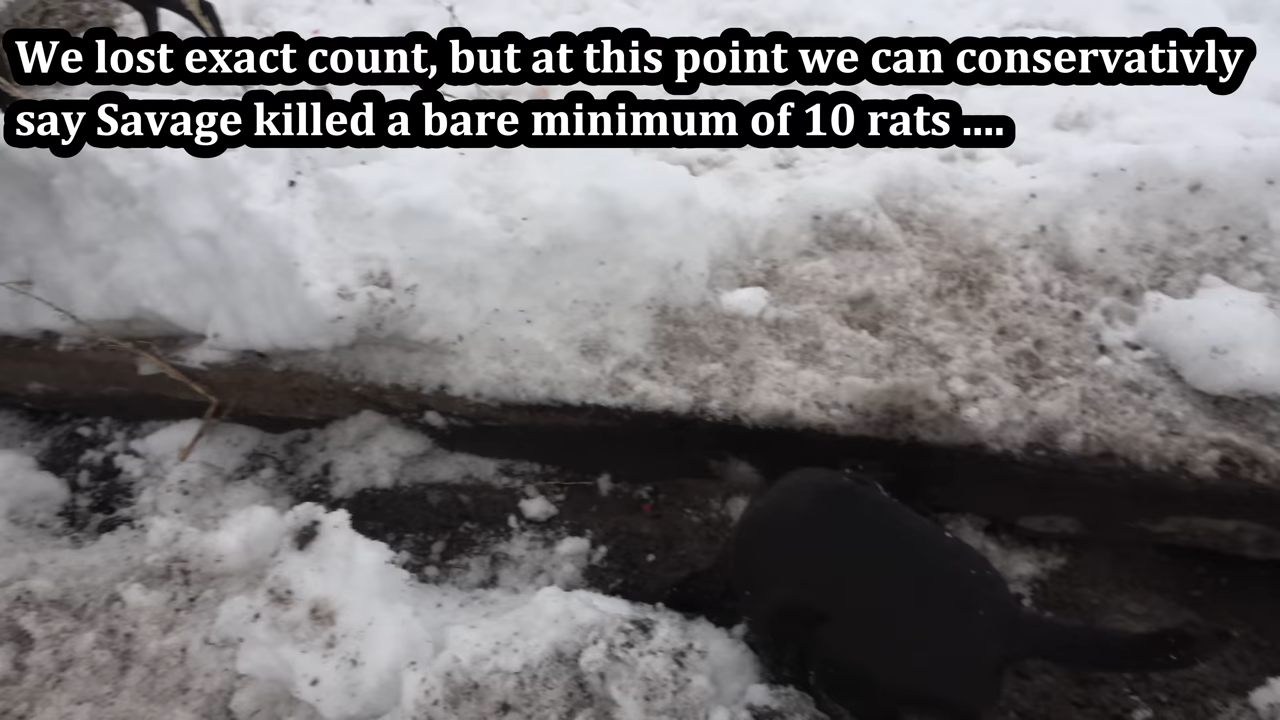 We lost exact count, but at this point we can conservativly
say Savage killed a bare minimum of 10 rats ....